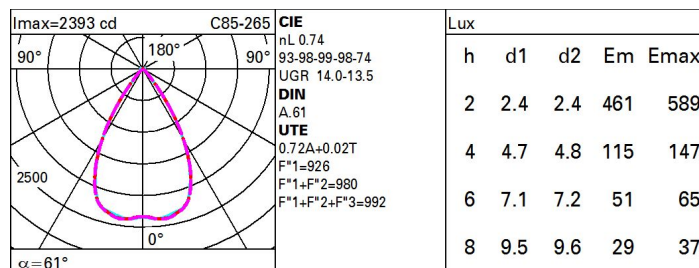 Imax=2393 cd C85-265
90° 180° 90°
2500
0°
α=61°
CIE
nL 0.74
93-98-99-98-74
UGR 14.0-13.5
DIN
A.61
UTE
0.72A+0.02T
F"1=926
F"1+F"2=980
F"1+F"2+F"3=992
Lux
h d1 d2 Em Emax
2 2.4 2.4 461 589
4 4.7 4.8 115 147
6 7.1 7.2 51 65
8 9.5 9.6 29 37